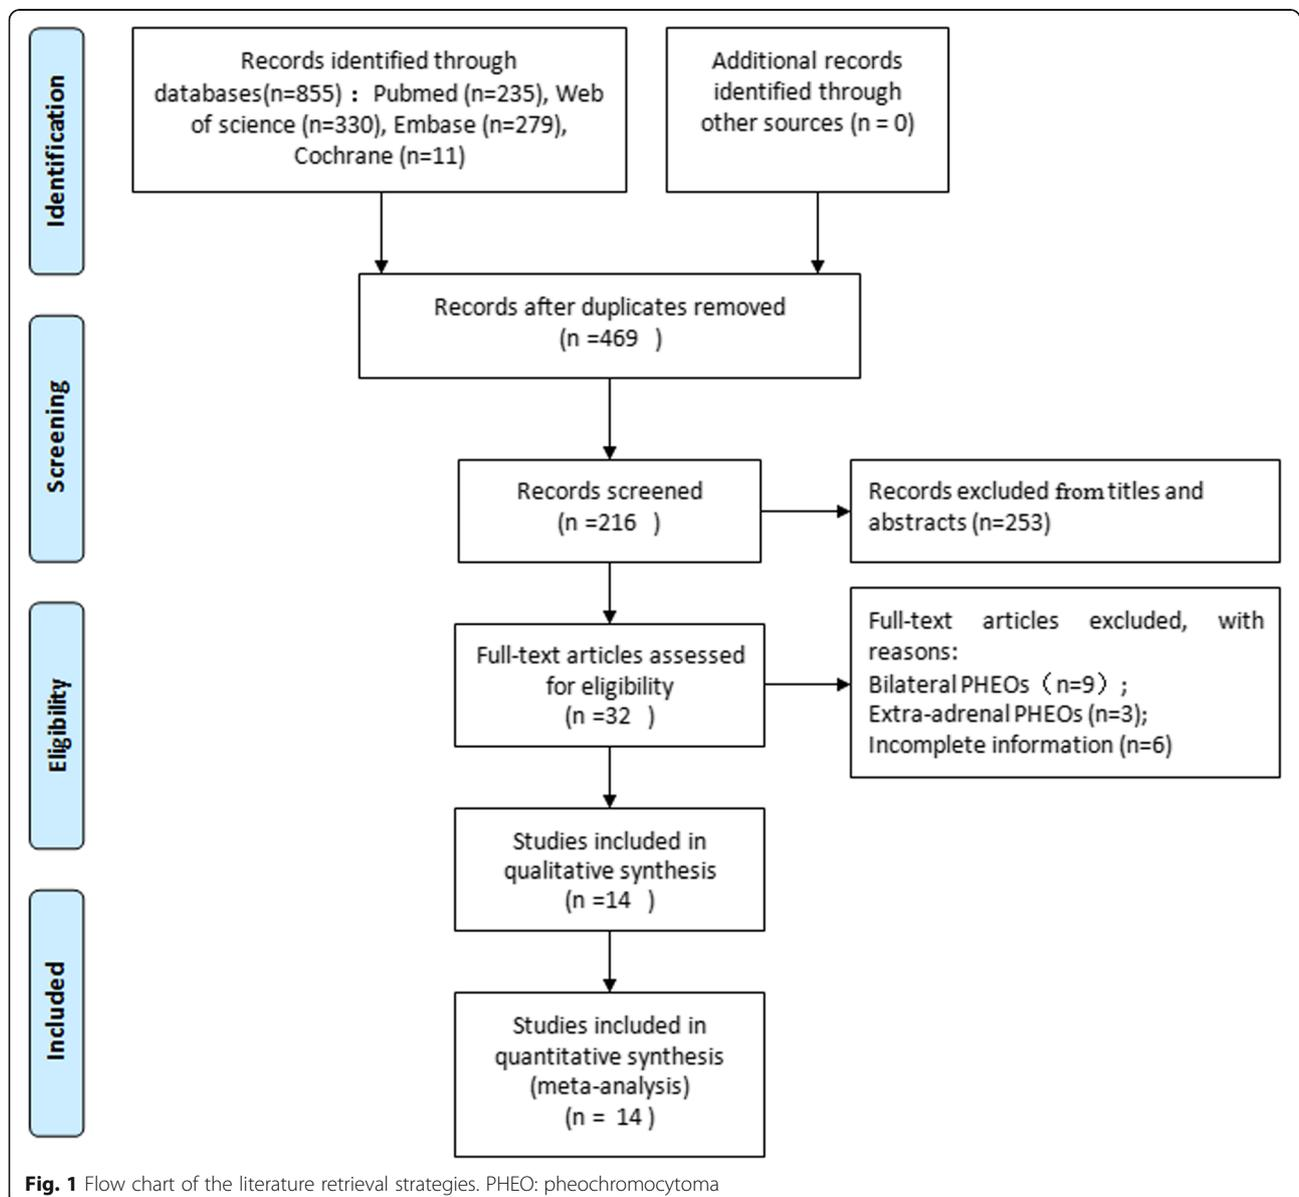 Identification
Records identified through
databases(n=855)： Pubmed (n=235), Web
of science (n=330), Embase (n=279),
Cochrane (n=11)
Additional records
identified through
other sources (n = 0)
Records after duplicates removed
(n =469 )
Screening
Records screened
(n =216 )
Records excluded from titles and
abstracts (n=253)
Eligibility
Full-text articles assessed
for eligibility
(n =32 )
Full-text articles excluded, with
reasons:
Bilateral PHEOs（n=9）;
Extra-adrenal PHEOs (n=3);
Incomplete information (n=6)
Studies included in
qualitative synthesis
(n =14 )
Included
Studies included in
quantitative synthesis
(meta-analysis)
(n = 14 )
Fig. 1 Flow chart of the literature retrieval strategies. PHEO: pheochromocytoma